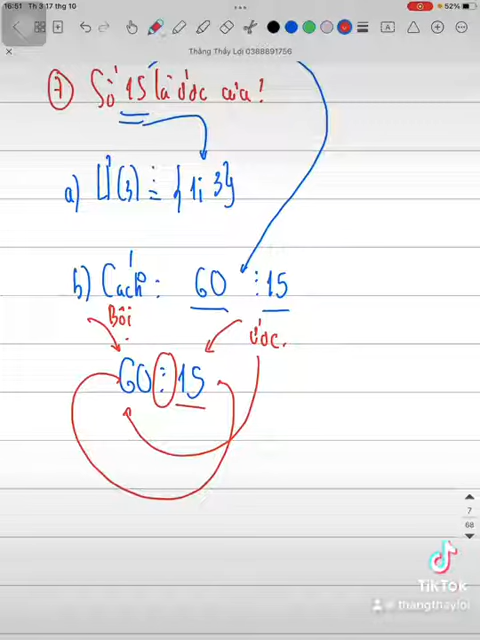 16:51 Th 3 17 thg 10
52%
Thăng Thầy Lợi 0388891756
7 Số 15 là ước của?
a) Ư(3) = {1; 3}
b) Cách: 60 ⋮ 15
Bội
ước.
60 ⋮ 15
7
68
TikTok
@thangthayloi